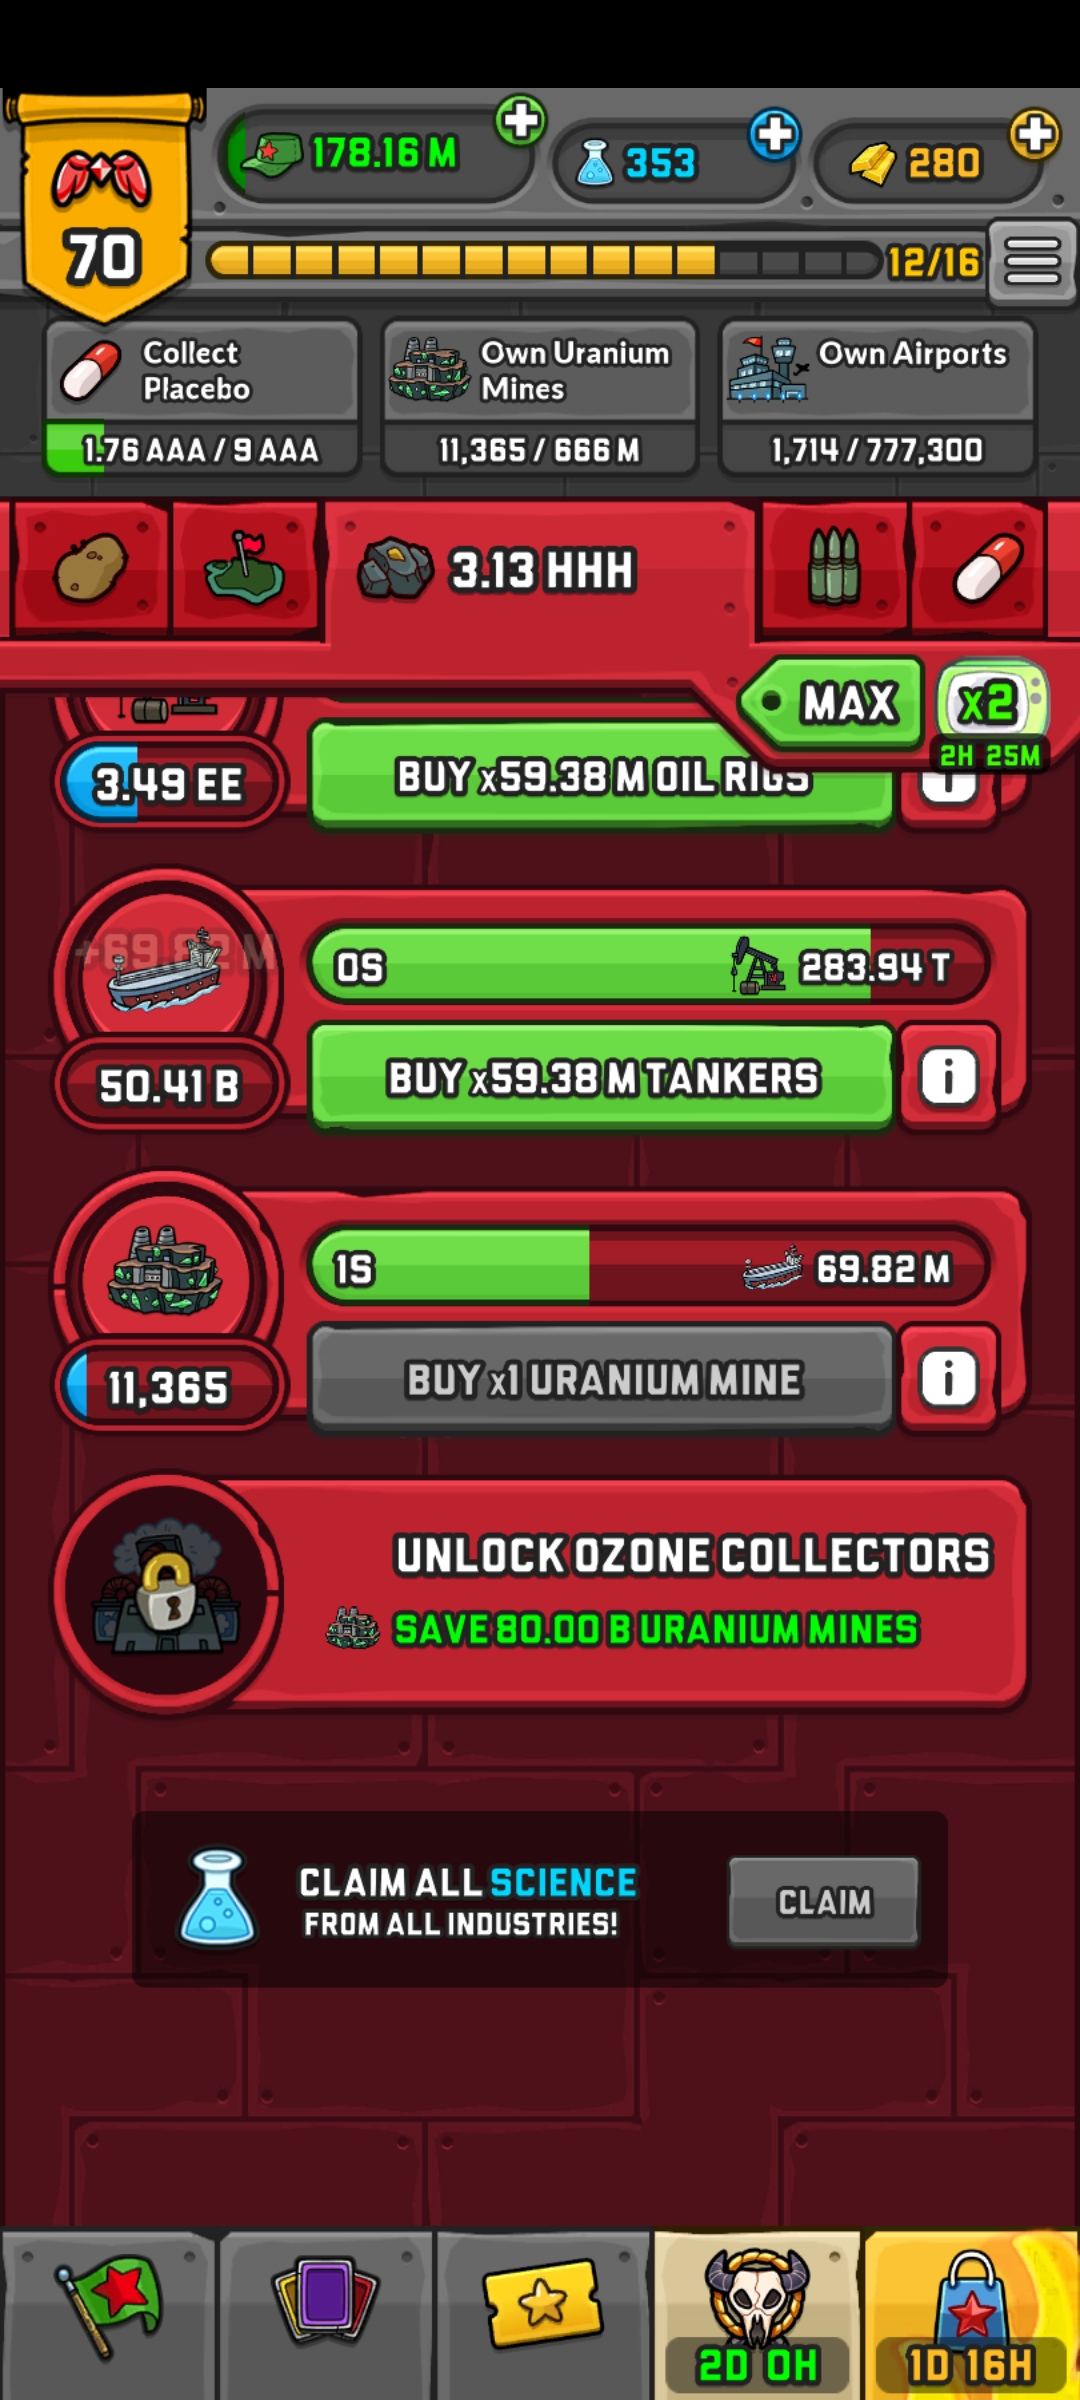 178.16 M
353
280
70
12/16
Collect
Placebo
1.76 AAA / 9 AAA
Own Uranium
Mines
11,365 / 666 M
Own Airports
1,714 / 777,300
3.13 HHH
MAX
x2
2H 25M
3.49 EE
BUY x59.38 M OIL RIGS
+69.82 M
0S
283.94 T
50.41 B
BUY x59.38 M TANKERS
i
1S
69.82 M
11,365
BUY x1 URANIUM MINE
i
UNLOCK OZONE COLLECTORS
SAVE 80.00 B URANIUM MINES
CLAIM ALL SCIENCE
FROM ALL INDUSTRIES!
CLAIM
2D 0H
1D 16H